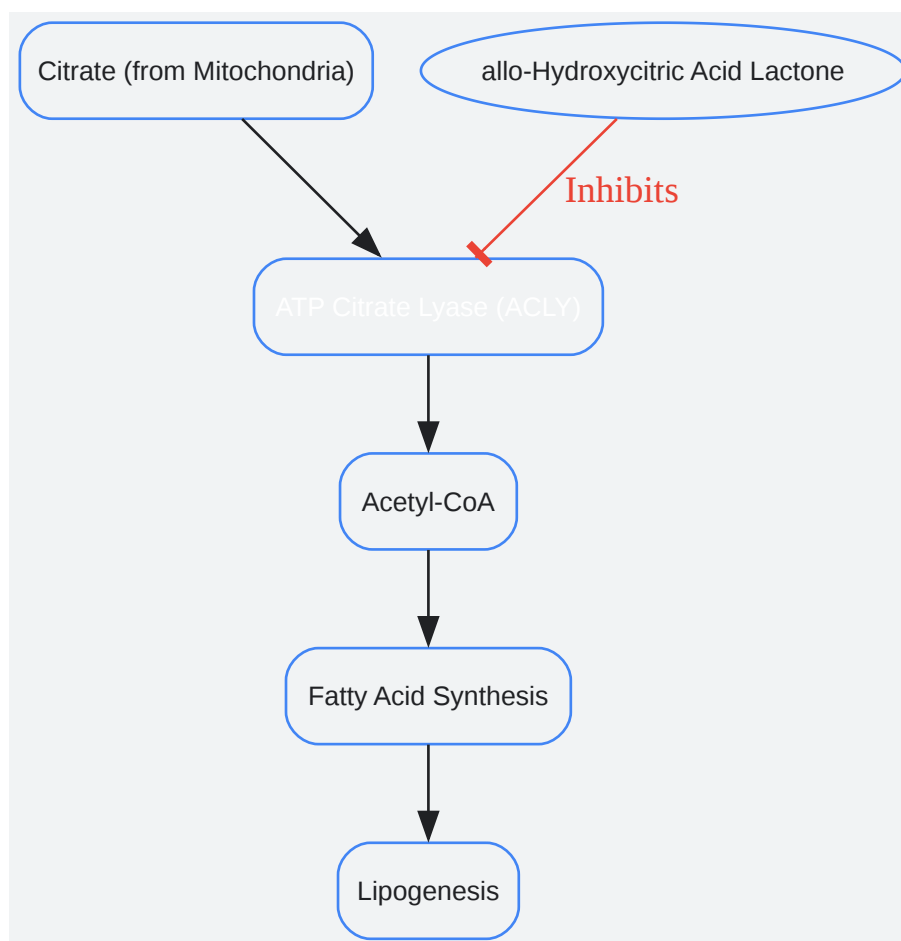 Citrate (from Mitochondria)
allo-Hydroxycitric Acid Lactone
Inhibits
ATP Citrate Lyase (ACLY)
Acetyl-CoA
Fatty Acid Synthesis
Lipogenesis